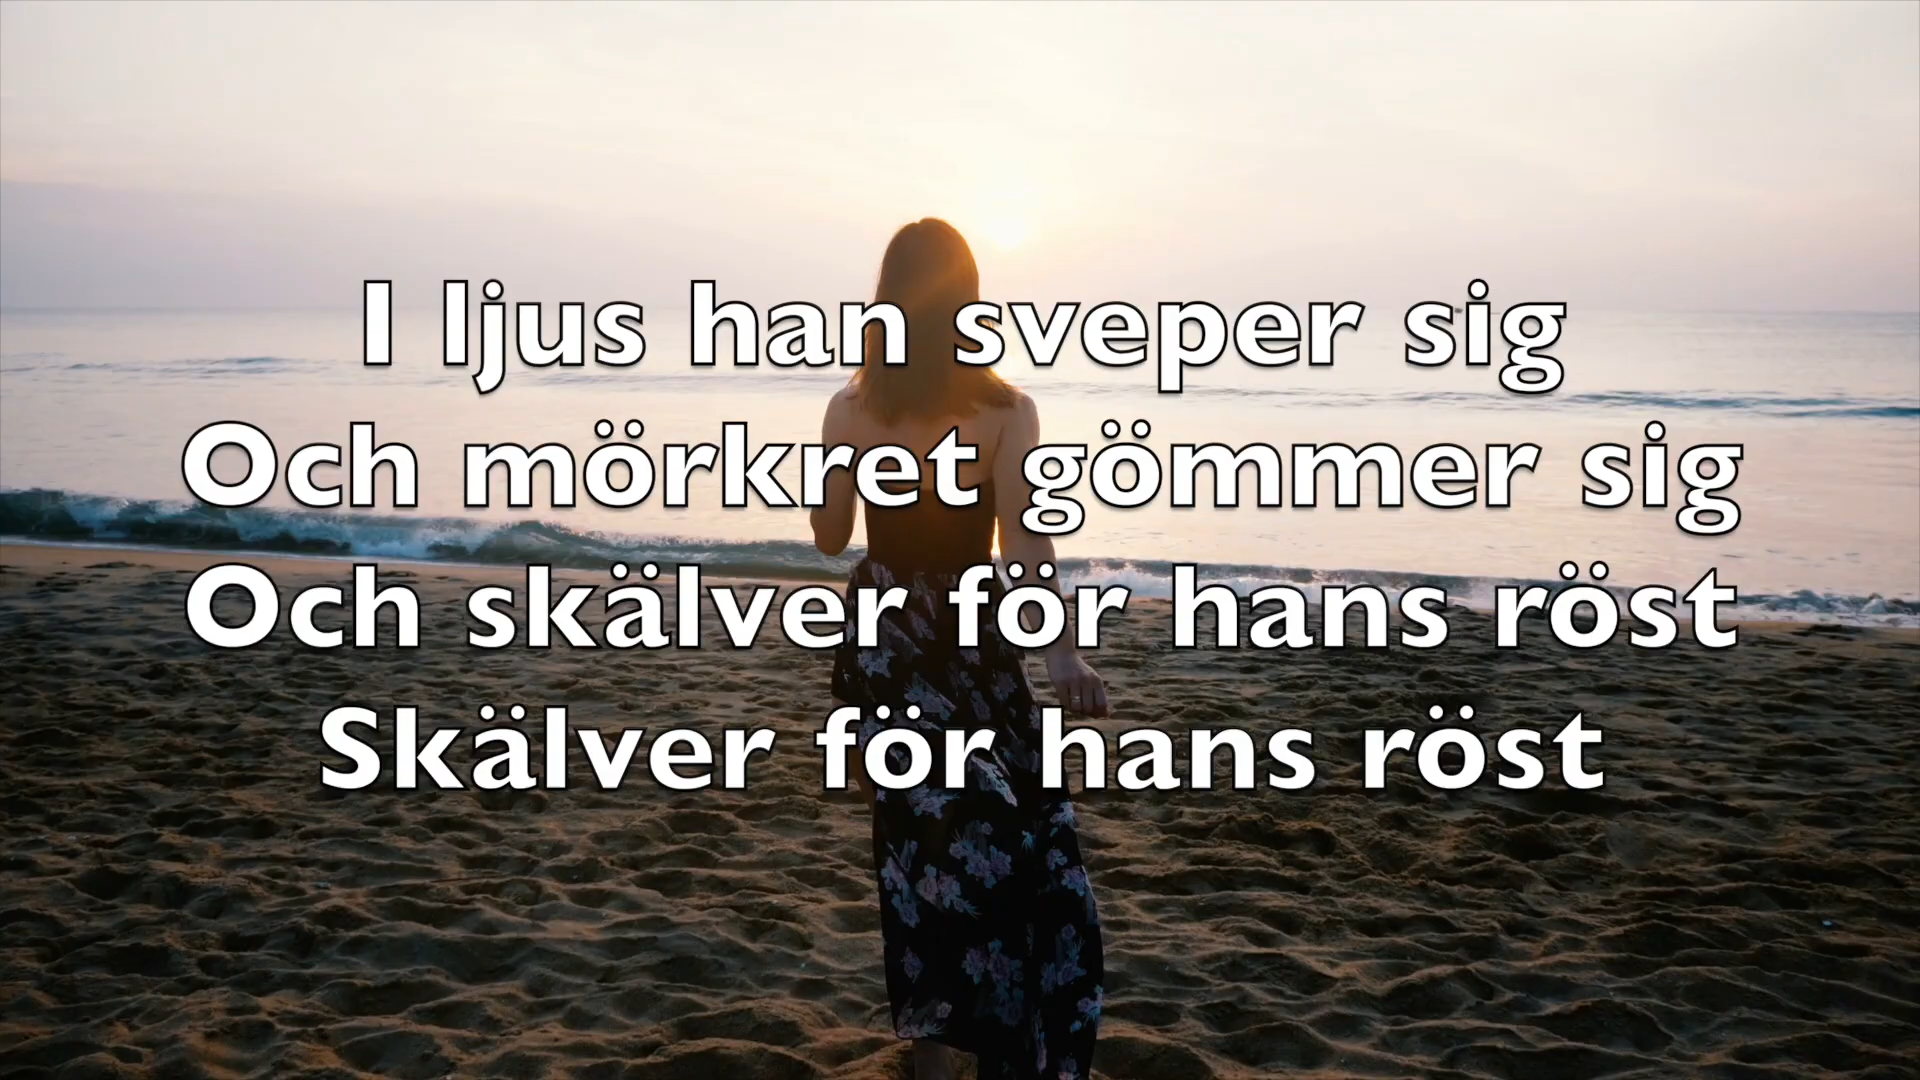 I ljus han sveper sig
Och mörkret gömmer sig
Och skälver för hans röst
Skälver för hans röst